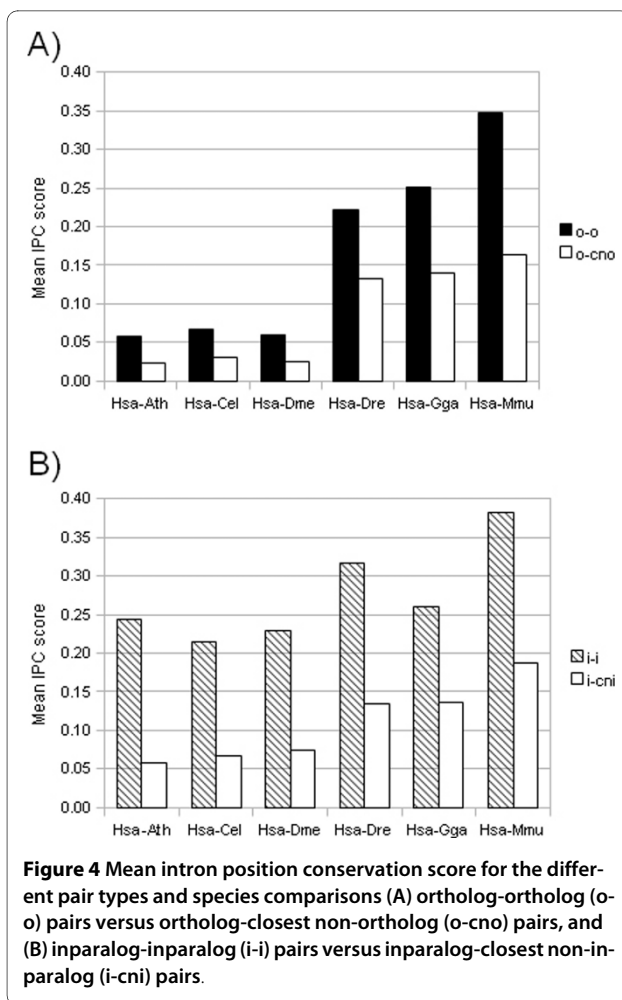 A)
0.40
0.35
0.30
0.25
0.20
0.15
0.10
0.05
0.00
Mean IPC score
Hsa-Ath Hsa-Cel Hsa-Dme Hsa-Dre Hsa-Gga Hsa-Mmu
o-o
o-cno
B)
0.40
0.35
0.30
0.25
0.20
0.15
0.10
0.05
0.00
Mean IPC score
Hsa-Ath Hsa-Cel Hsa-Dme Hsa-Dre Hsa-Gga Hsa-Mmu
i-i
i-cni
Figure 4 Mean intron position conservation score for the differ-
ent pair types and species comparisons (A) ortholog-ortholog (o-
o) pairs versus ortholog-closest non-ortholog (o-cno) pairs, and
(B) inparalog-inparalog (i-i) pairs versus inparalog-closest non-in-
paralog (i-cni) pairs.